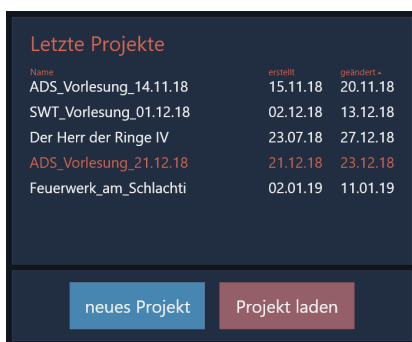 Letzte Projekte
Name erstellt geändert
ADS_Vorlesung_14.11.18 15.11.18 20.11.18
SWT_Vorlesung_01.12.18 02.12.18 13.12.18
Der Herr der Ringe IV 23.07.18 27.12.18
ADS_Vorlesung_21.12.18 21.12.18 23.12.18
Feuerwerk_am_Schlachti 02.01.19 11.01.19
neues Projekt Projekt laden